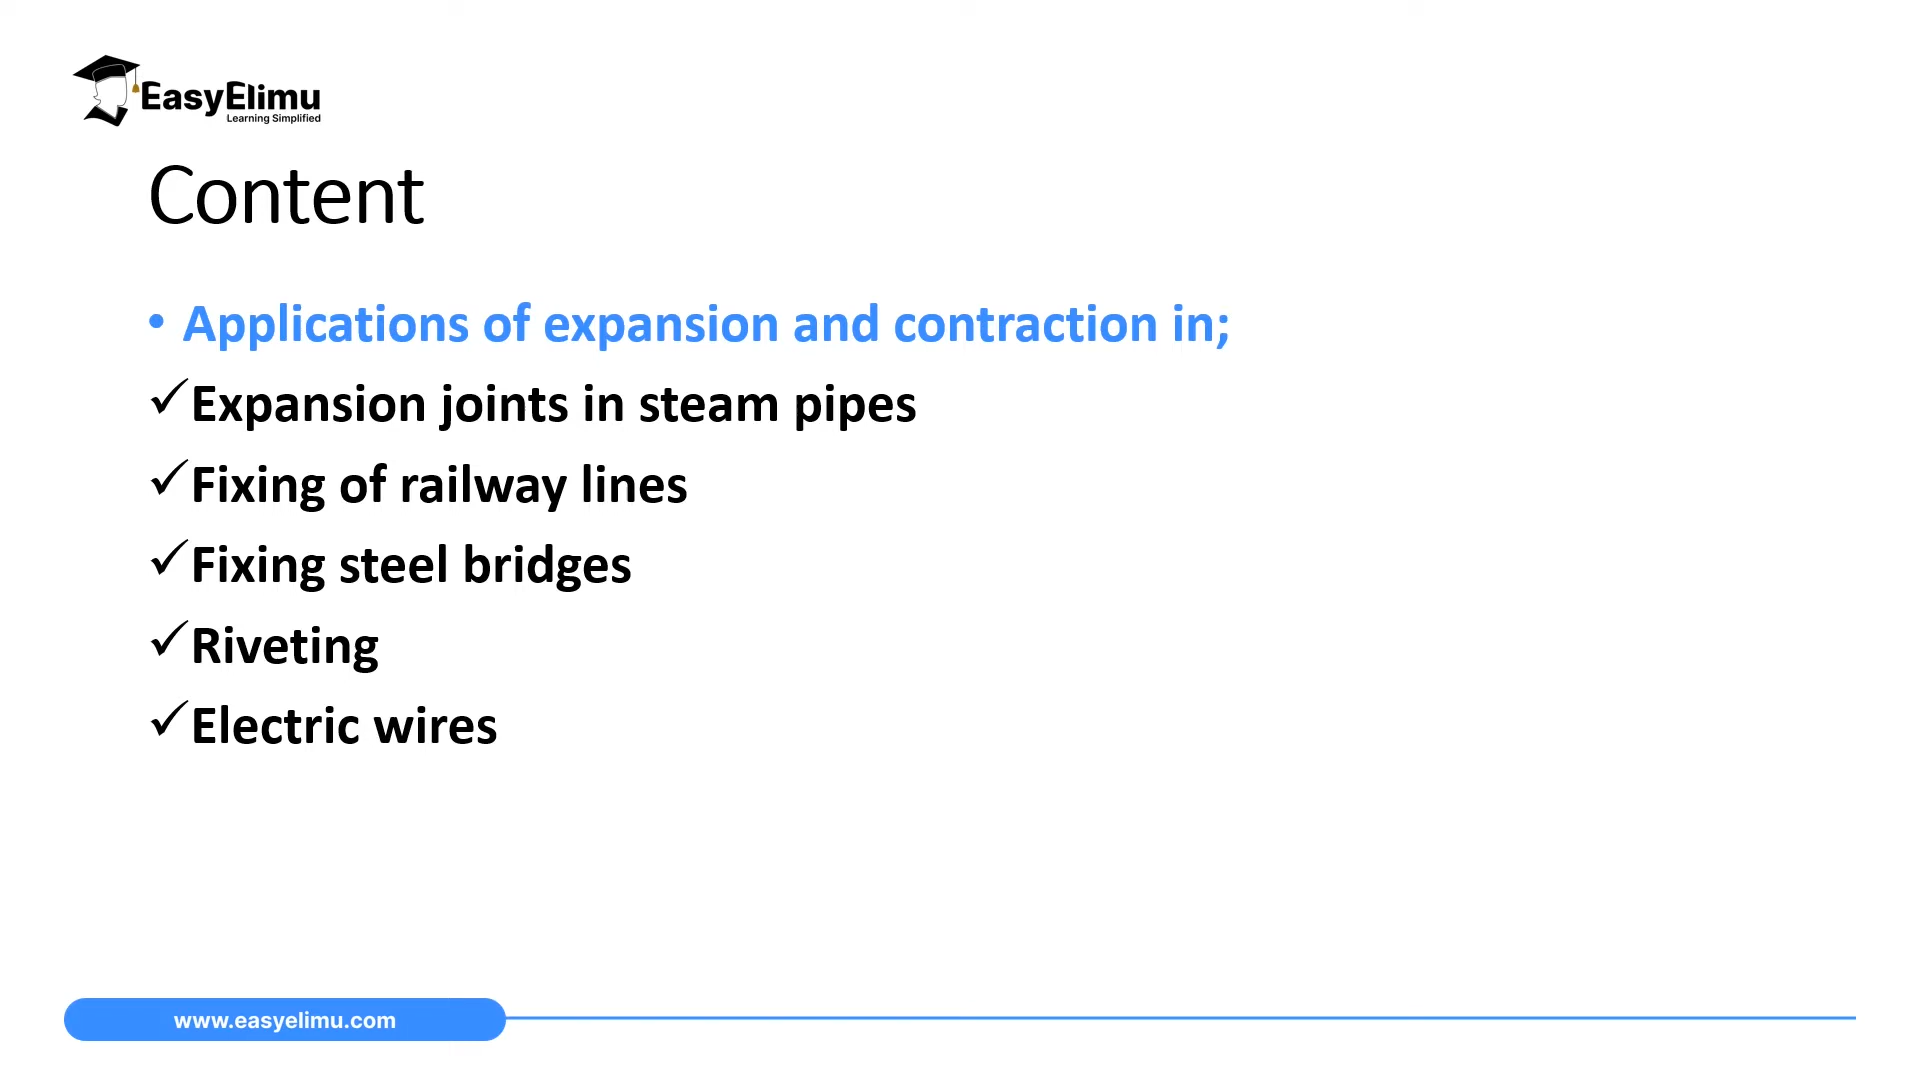 EasyElimu
Learning Simplified
Content
• Applications of expansion and contraction in;
✓Expansion joints in steam pipes
✓Fixing of railway lines
✓Fixing steel bridges
✓Riveting
✓Electric wires
www.easyelimu.com